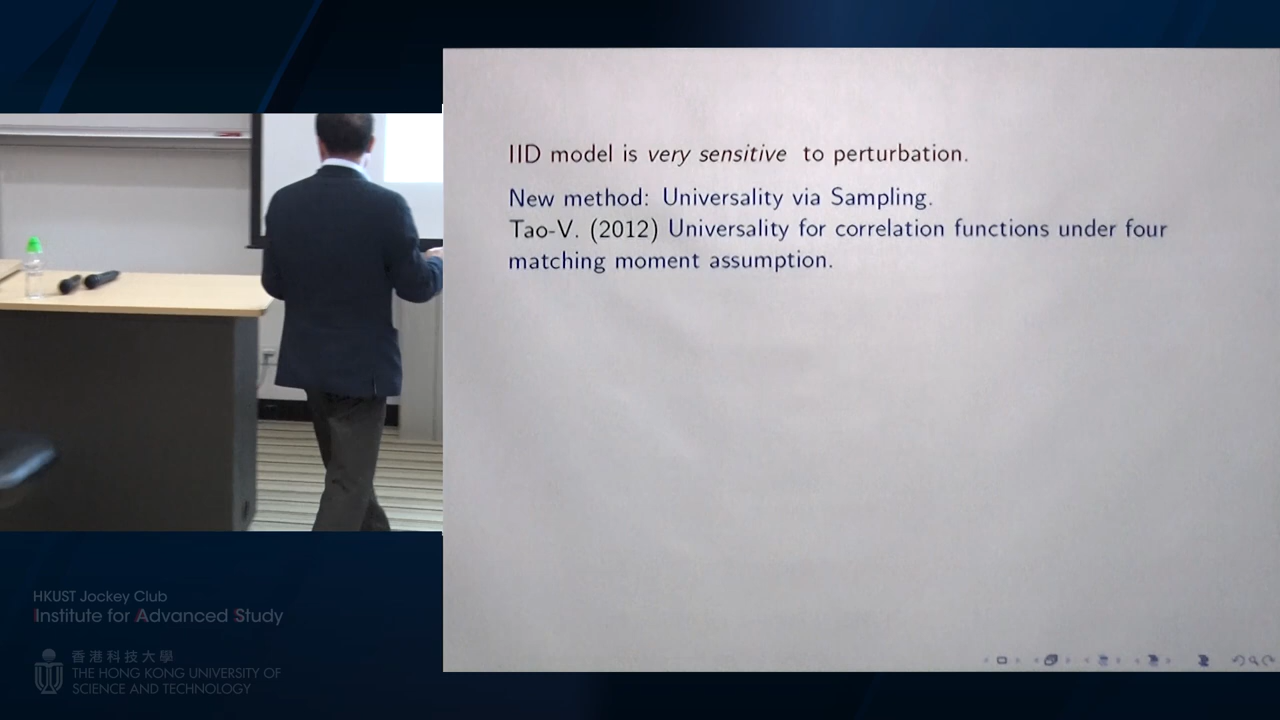 IID model is very sensitive to perturbation.
New method: Universality via Sampling.
Tao-V. (2012) Universality for correlation functions under four
matching moment assumption.
HKUST Jockey Club
Institute for Advanced Study
香港科技大學
THE HONG KONG UNIVERSITY OF
SCIENCE AND TECHNOLOGY